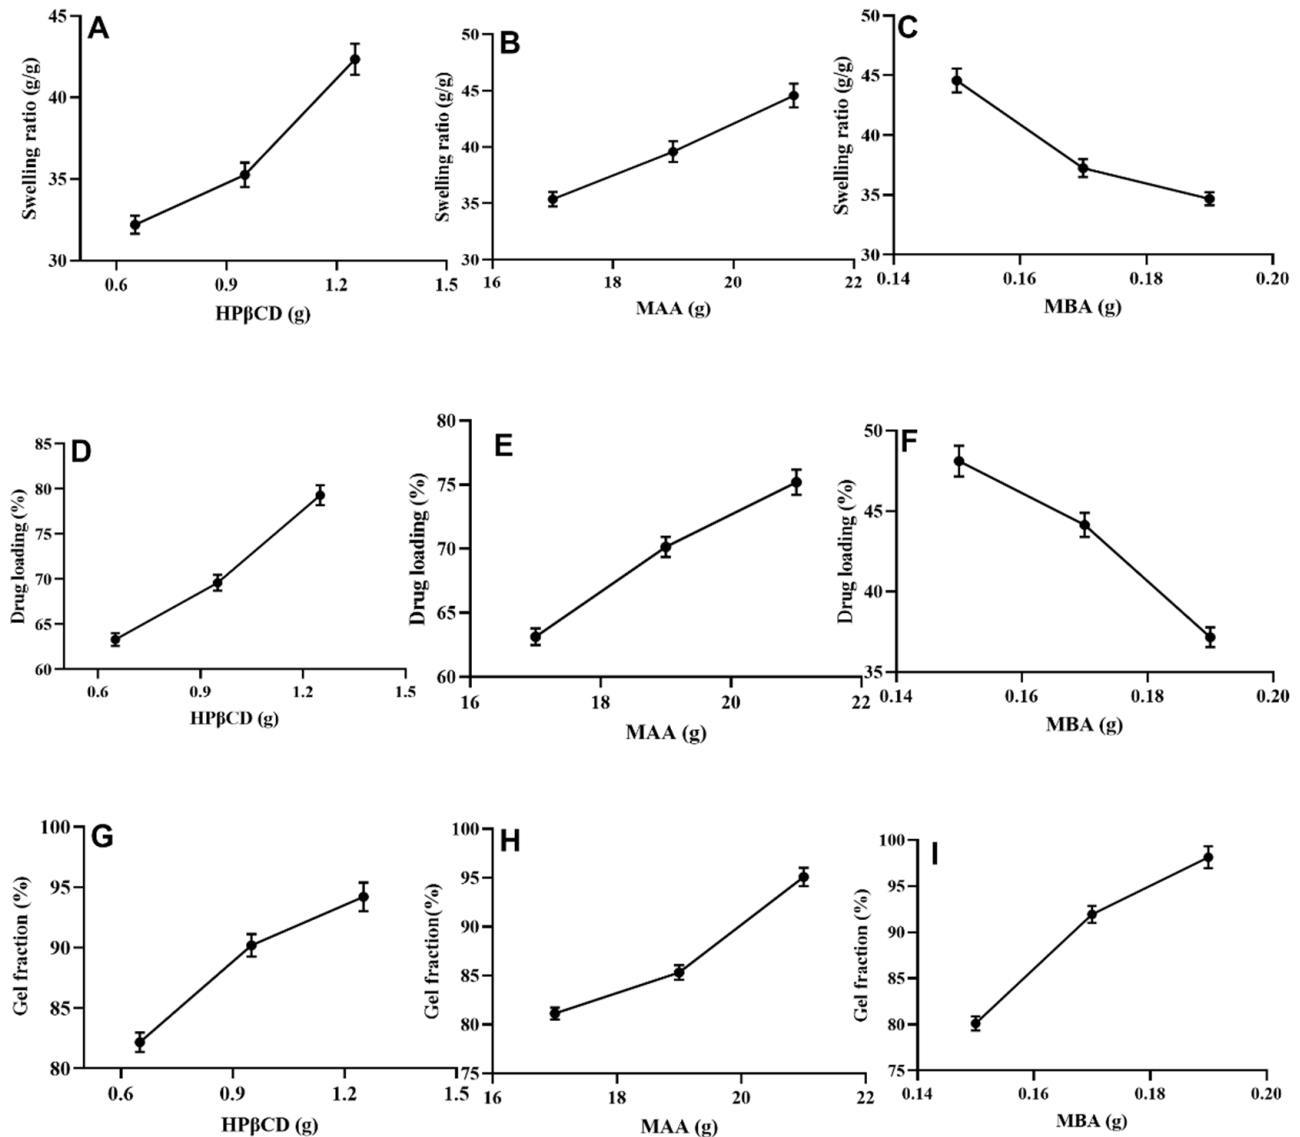 A
Swelling ratio (g/g)
45
40
35
30
0.6 0.9 1.2 1.5
HPβCD (g)
B
Swelling ratio (g/g)
50
45
40
35
30
16 18 20 22
MAA (g)
C
Swelling ratio (g/g)
50
45
40
35
30
0.14 0.16 0.18 0.20
MBA (g)
D
Drug loading (%)
85
80
75
70
65
60
0.6 0.9 1.2 1.5
HPβCD (g)
E
Drug loading (%)
80
75
70
65
60
16 18 20 22
MAA (g)
F
Drug loading (%)
50
45
40
35
0.14 0.16 0.18 0.20
MBA (g)
G
Gel fraction (%)
100
95
90
85
80
0.6 0.9 1.2 1.5
HPβCD (g)
H
Gel fraction(%)
100
95
90
85
80
75
16 18 20 22
MAA (g)
I
Gel fraction (%)
100
95
90
85
80
75
0.14 0.16 0.18 0.20
MBA (g)